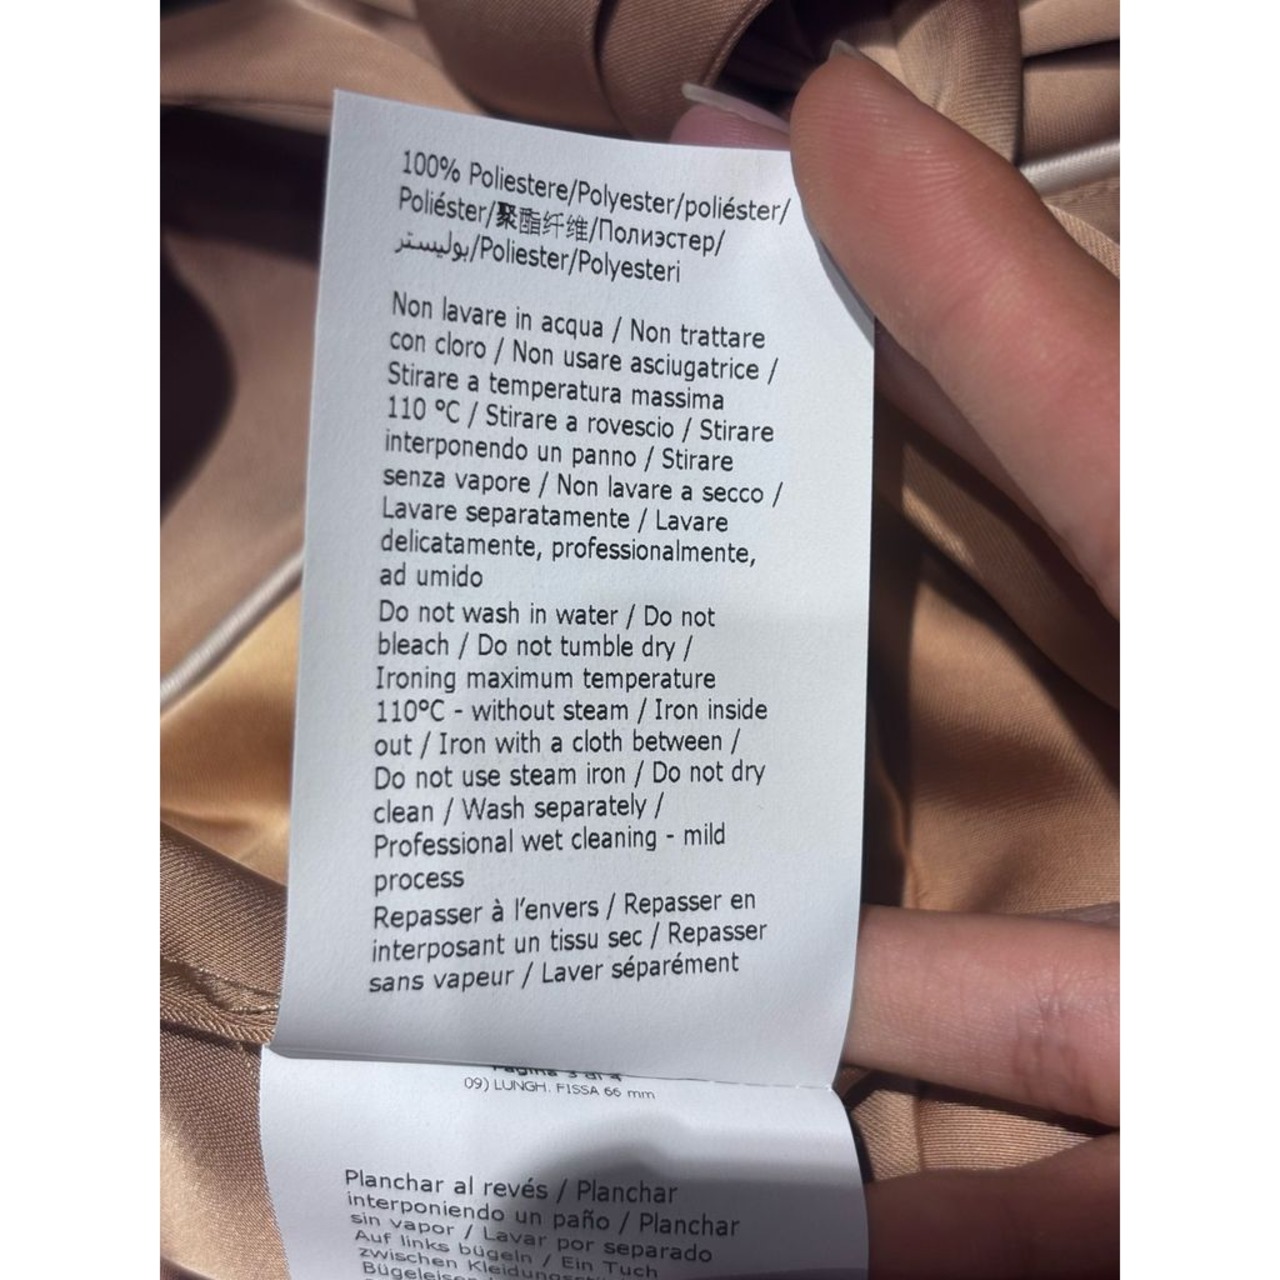 100% Poliestere/Polyester/poliéster/
Poliéster/聚酯纤维/Полиэстер/
بوليستر/Poliester/Polyesteri
Non lavare in acqua / Non trattare
con cloro / Non usare asciugatrice /
Stirare a temperatura massima
110 °C / Stirare a rovescio / Stirare
interponendo un panno / Stirare
senza vapore / Non lavare a secco /
Lavare separatamente / Lavare
delicatamente, professionalmente,
ad umido
Do not wash in water / Do not
bleach / Do not tumble dry /
Ironing maximum temperature
110°C - without steam / Iron inside
out / Iron with a cloth between /
Do not use steam iron / Do not dry
clean / Wash separately /
Professional wet cleaning - mild
process
Repasser à l'envers / Repasser en
interposant un tissu sec / Repasser
sans vapeur / Laver séparément
Pagina 3 di 4
09) LUNGH. FISSA 66 mm
Planchar al revés / Planchar
interponiendo un paño / Planchar
sin vapor / Lavar por separado
Auf links bügeln / Ein Tuch
zwischen